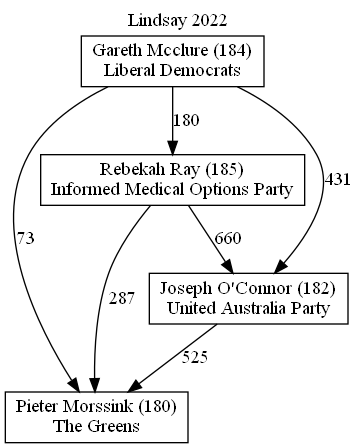 Lindsay 2022
Gareth Mcclure (184)
Liberal Democrats
180
Rebekah Ray (185)
Informed Medical Options Party
431
73
660
287
Joseph O'Connor (182)
United Australia Party
525
Pieter Morssink (180)
The Greens